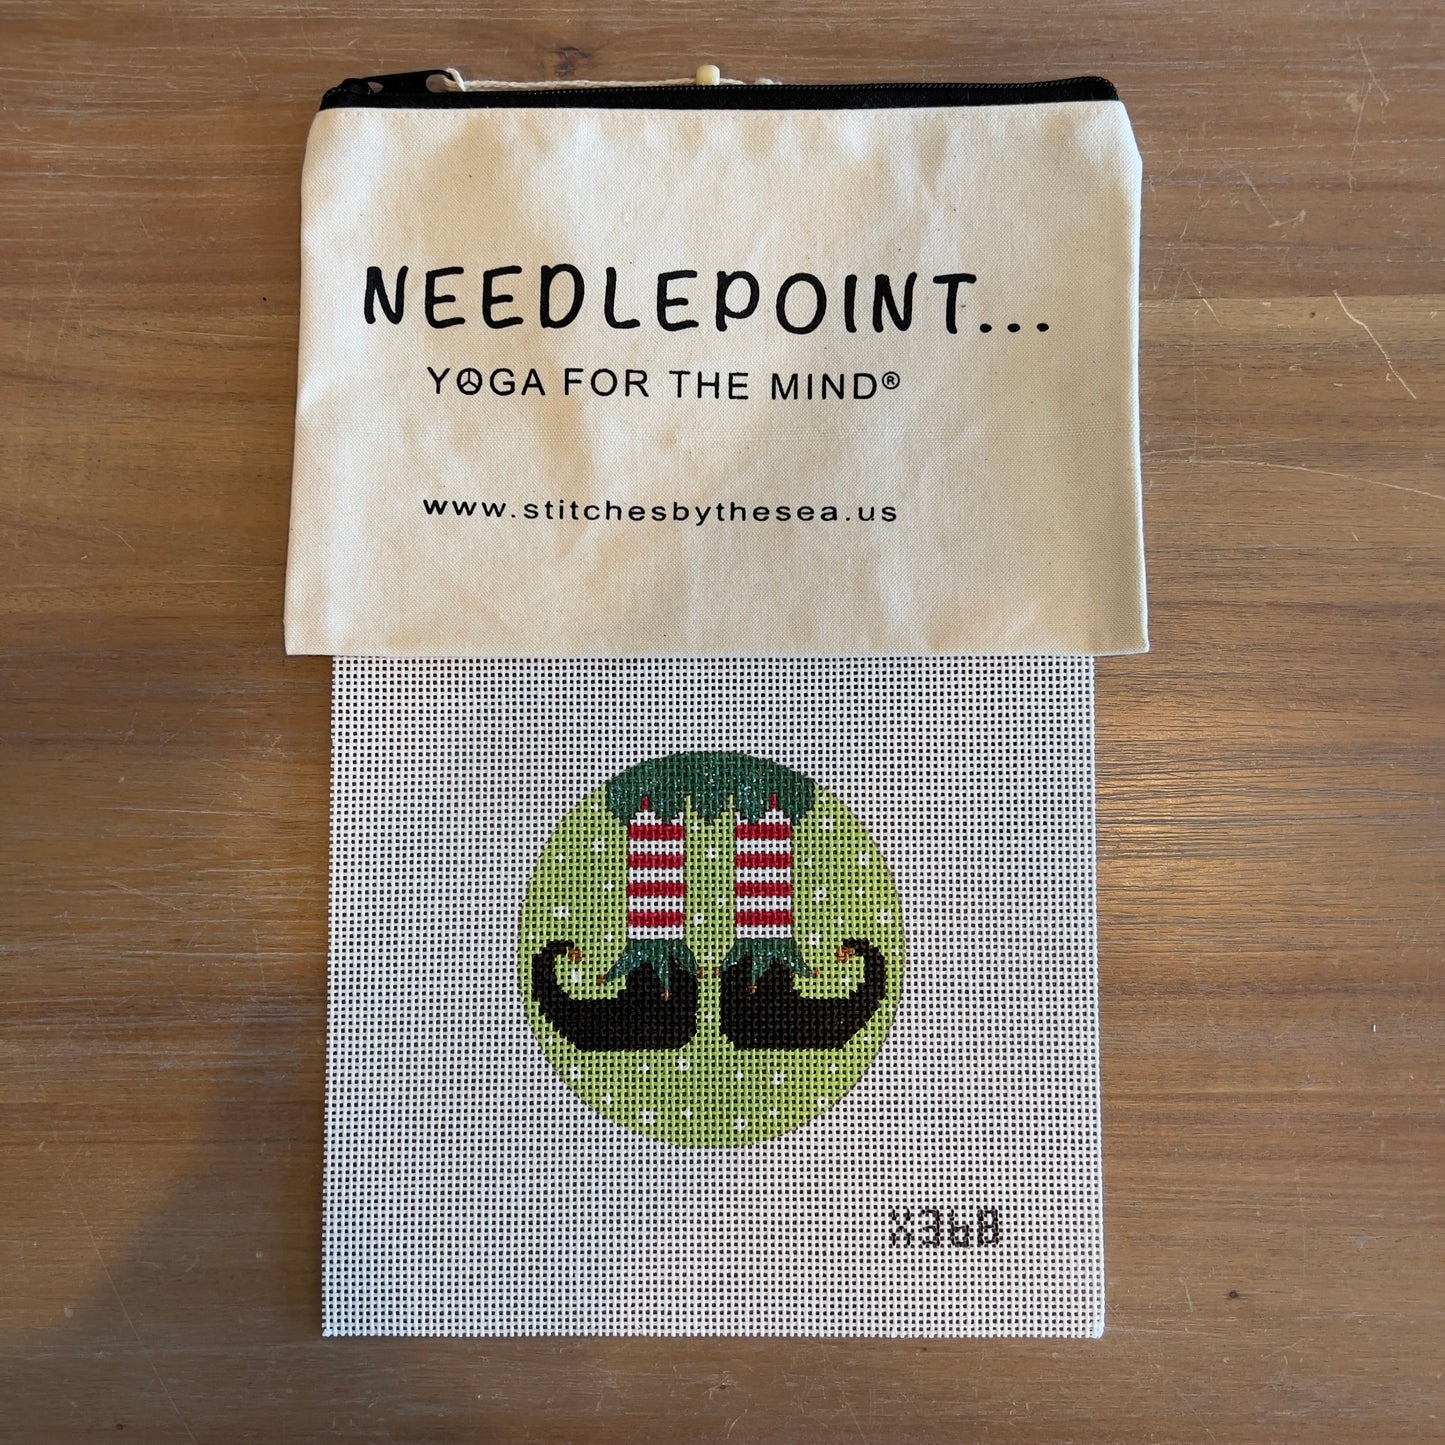 NEEDLEPOINT...
YOGA FOR THE MIND®
www.stitchesbythesea.us
X368